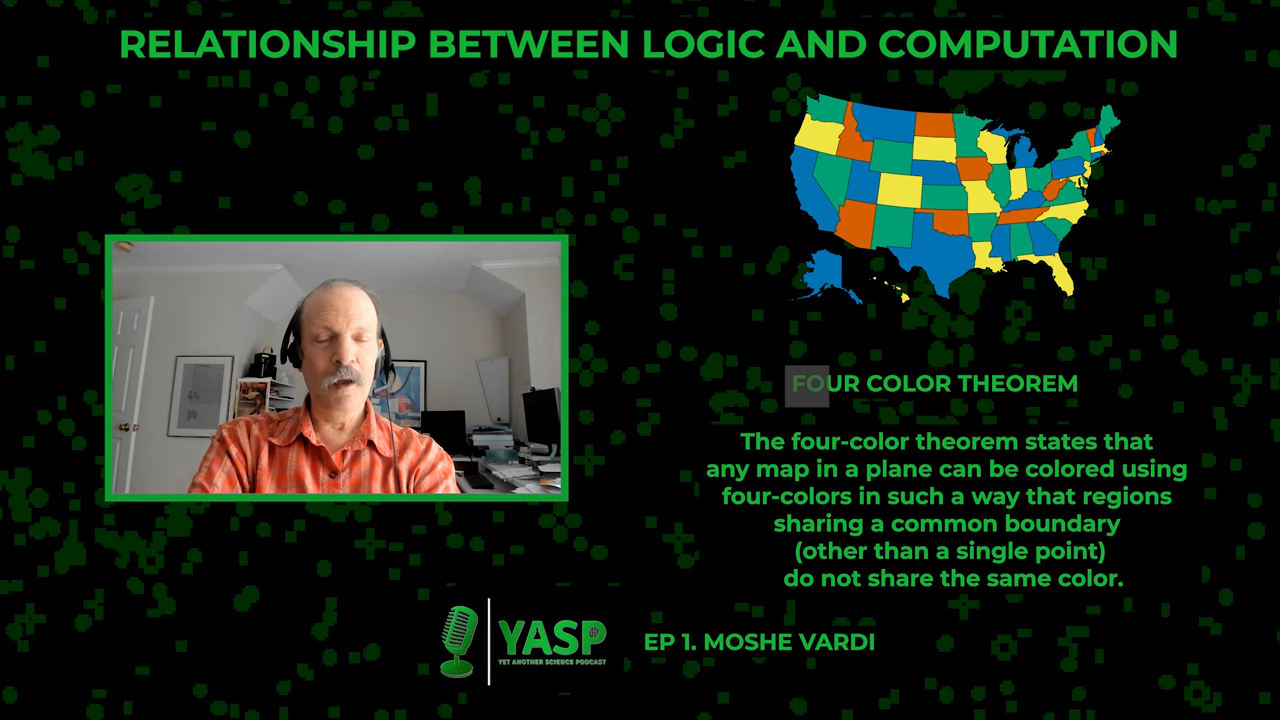 RELATIONSHIP BETWEEN LOGIC AND COMPUTATION
FOUR COLOR THEOREM
The four-color theorem states that
any map in a plane can be colored using
four-colors in such a way that regions
sharing a common boundary
(other than a single point)
do not share the same color.
YASP
YET ANOTHER SCIENCE PODCAST
EP 1. MOSHE VARDI